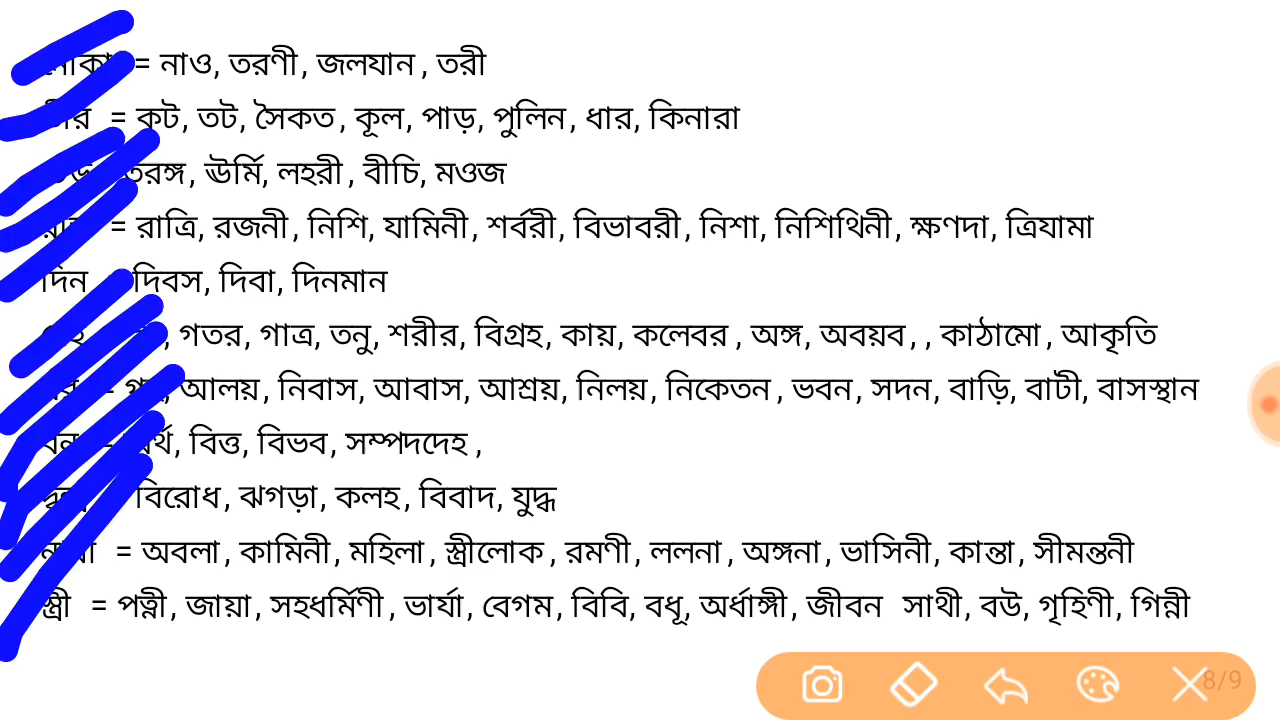 = নাও, তরণী, জলযান, তরী
= কট, তট, সৈকত, কূল, পাড়, পুলিন, ধার, কিনারা
তরঙ্গ, ঊর্মি, লহরী, বীচি, মওজ
= রাত্রি, রজনী, নিশি, যামিনী, শর্বরী, বিভাবরী, নিশা, নিশিথিনী, ক্ষণদা, ত্রিযামা
দিন = দিবস, দিবা, দিনমান
গতর, গাত্র, তনু, শরীর, বিগ্রহ, কায়, কলেবর, অঙ্গ, অবয়ব,, কাঠামো, আকৃতি
আলয়, নিবাস, আবাস, আশ্রয়, নিলয়, নিকেতন, ভবন, সদন, বাড়ি, বাটী, বাসস্থান
বিত্ত, বিভব, সম্পদদেহ,
বিরোধ, ঝগড়া, কলহ, বিবাদ, যুদ্ধ
= অবলা, কামিনী, মহিলা, স্ত্রীলোক, রমণী, ললনা, অঙ্গনা, ভাসিনী, কান্তা, সীমন্তনী
স্ত্রী = পত্নী, জায়া, সহধর্মিণী, ভার্যা, বেগম, বিবি, বধূ, অর্ধাঙ্গী, জীবন সাথী, বউ, গৃহিণী, গিন্নী
8/9